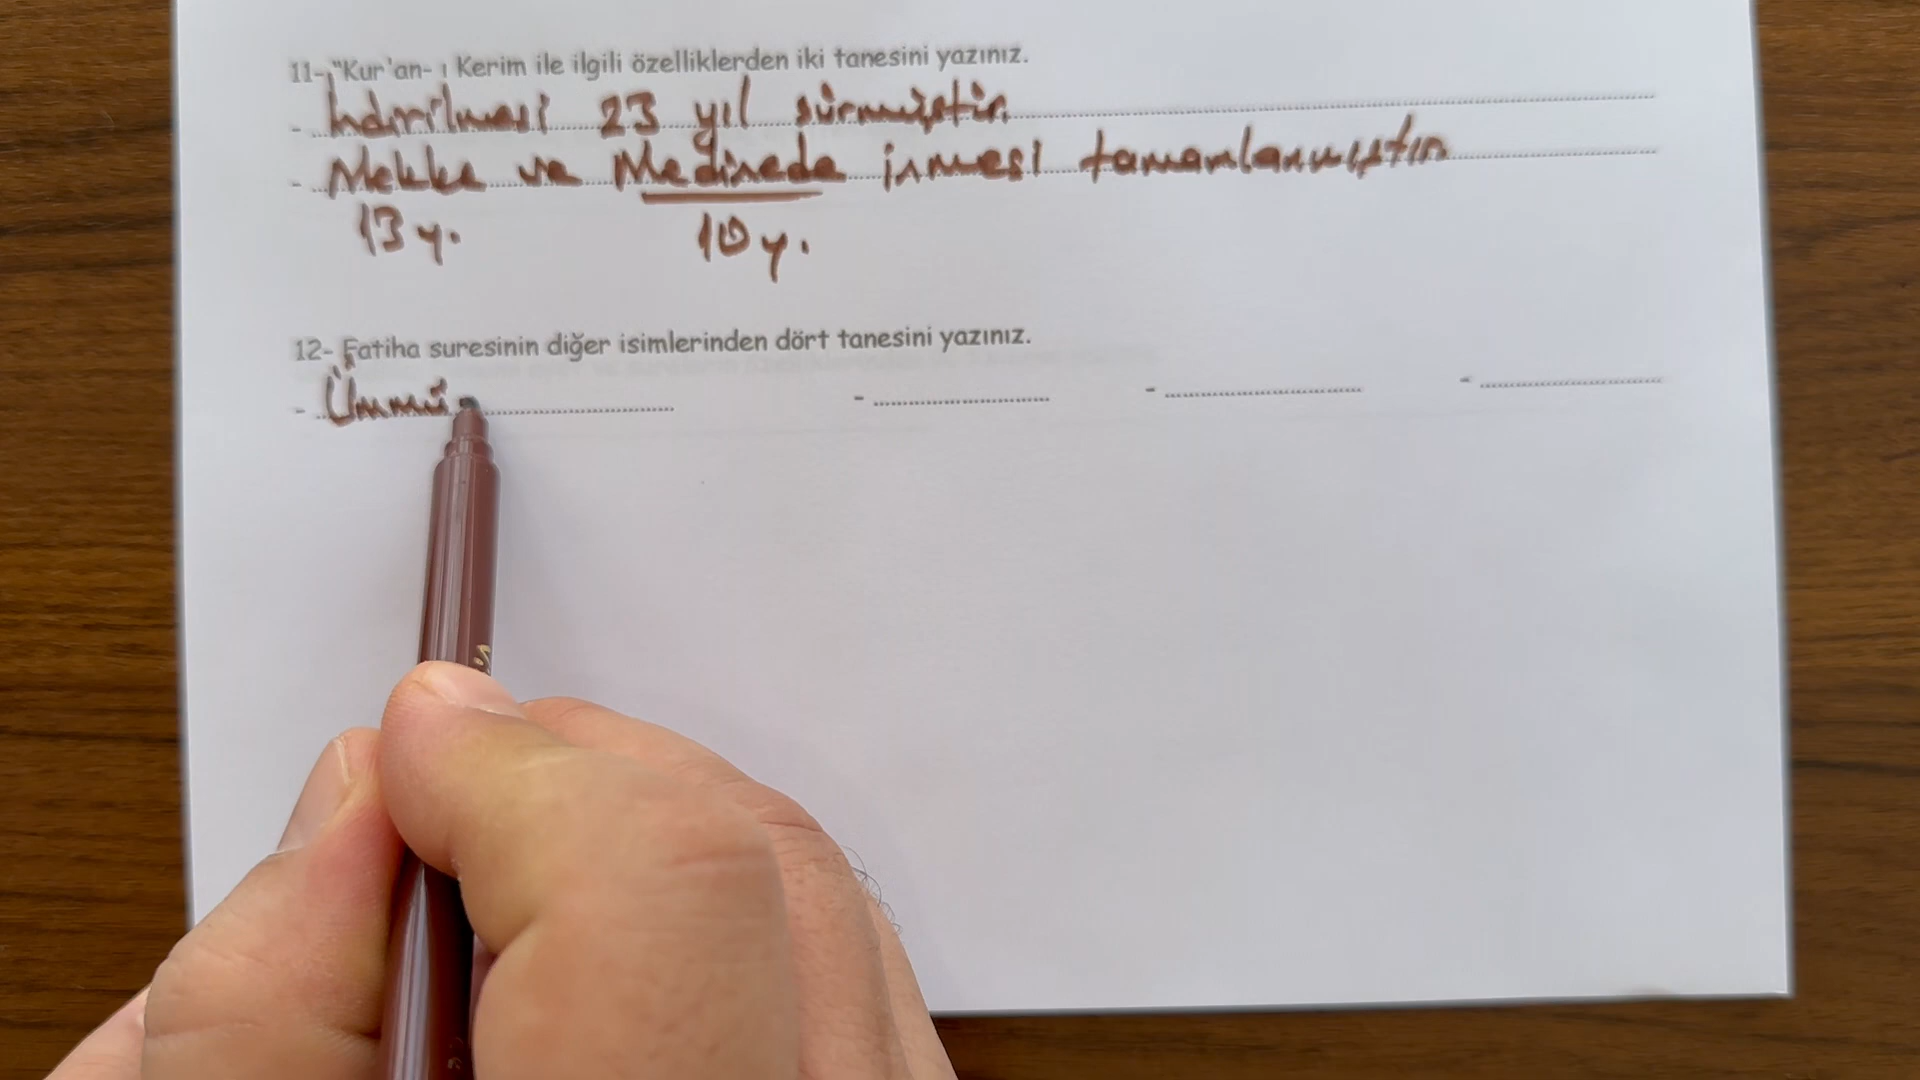 11- "Kur'an- ı Kerim ile ilgili özelliklerden iki tanesini yazınız.
- İndirilmesi 23 yıl sürmüştür.
- Mekke ve Medinede inmesi tamamlanmıştır.
13 y. 10 y.
12- Fatiha suresinin diğer isimlerinden dört tanesini yazınız.
- Ümmü - - -